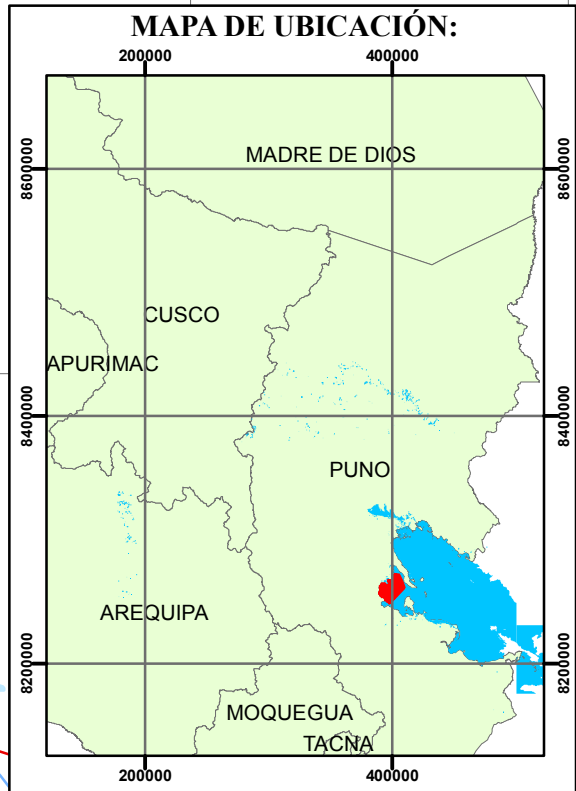 MAPA DE UBICACIÓN:
200000 400000
8600000 8600000
MADRE DE DIOS
CUSCO
APURIMAC
8400000 8400000
PUNO
AREQUIPA
8200000 8200000
MOQUEGUA
TACNA
200000 400000